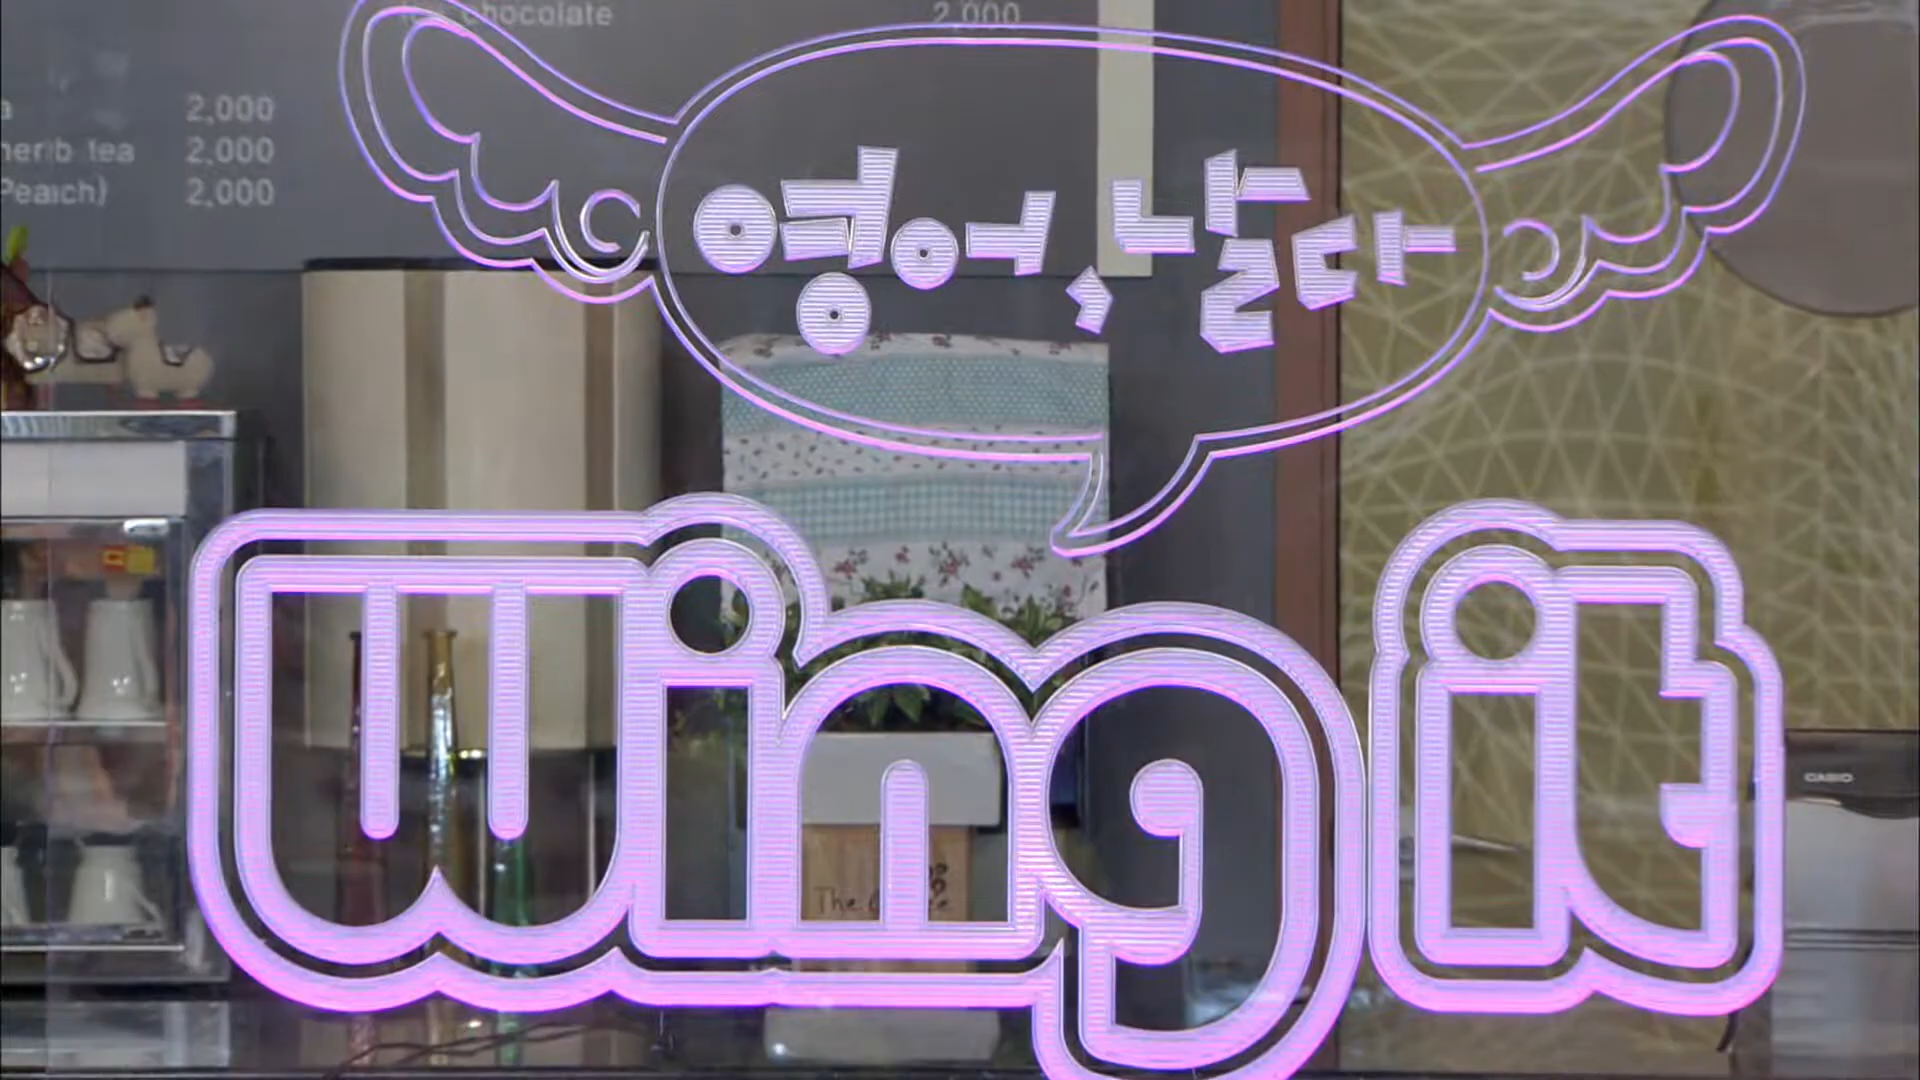 chocolate 2,000
2,000
herb tea 2,000
Peach) 2,000
영어, 날다
Wing it
CASIO
The